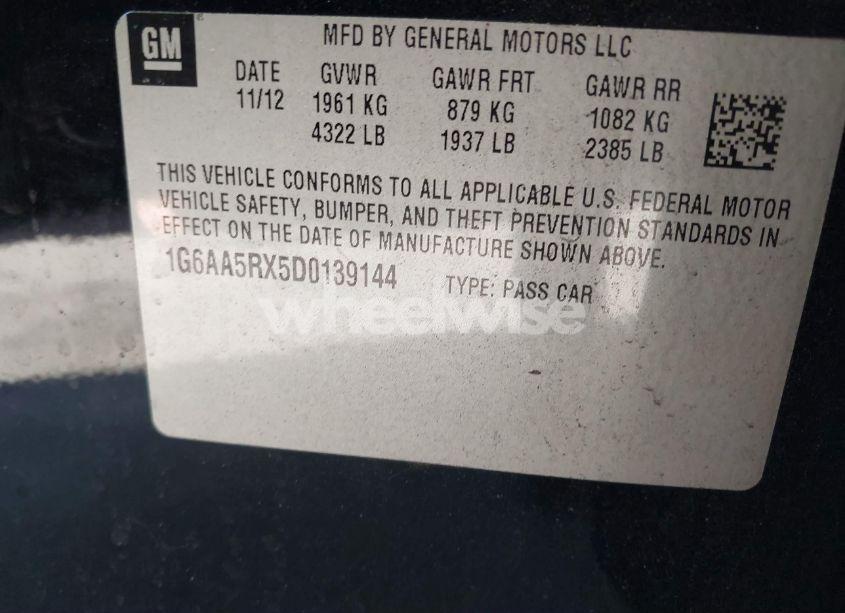 GM
MFD BY GENERAL MOTORS LLC
DATE GVWR GAWR FRT GAWR RR
11/12 1961 KG 879 KG 1082 KG
4322 LB 1937 LB 2385 LB
THIS VEHICLE CONFORMS TO ALL APPLICABLE U.S. FEDERAL MOTOR
VEHICLE SAFETY, BUMPER, AND THEFT PREVENTION STANDARDS IN
EFFECT ON THE DATE OF MANUFACTURE SHOWN ABOVE.
1G6AA5RX5D0139144 TYPE: PASS CAR
wheelwise